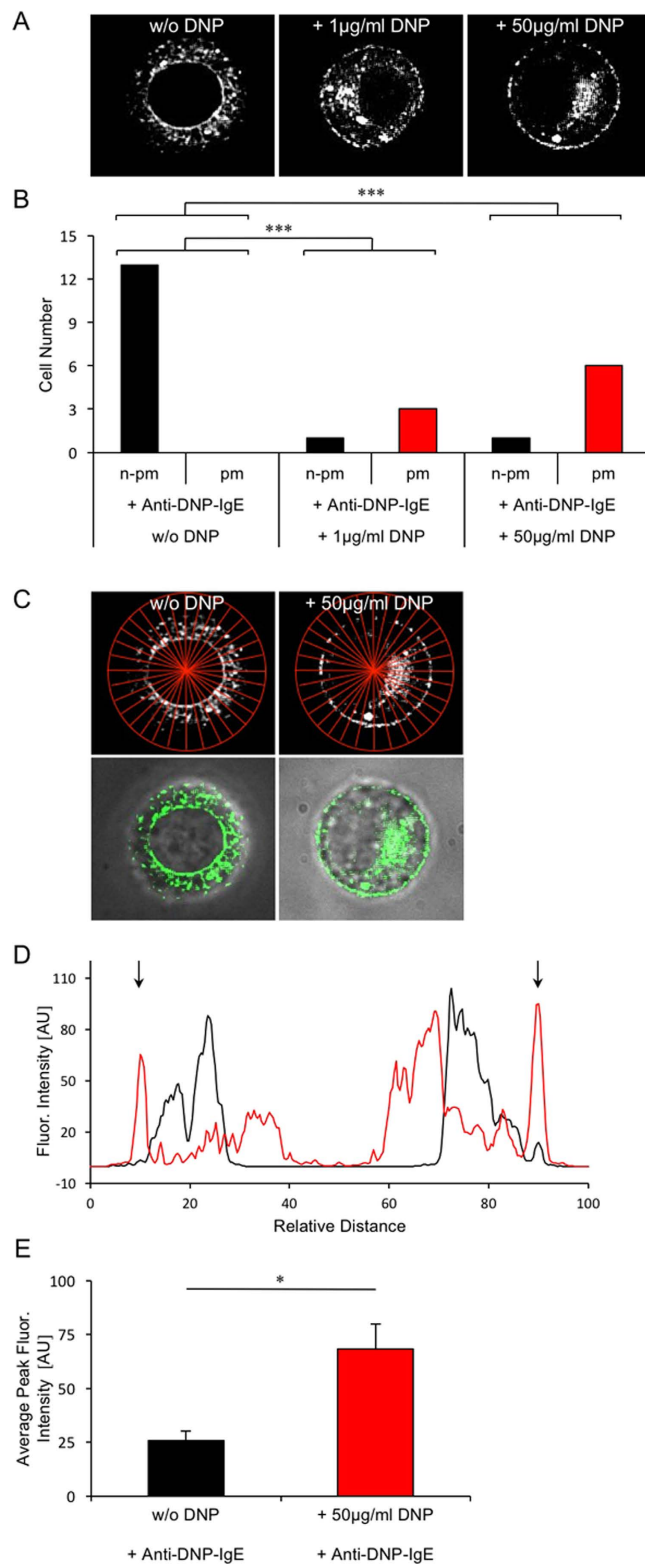 A
w/o DNP
+ 1µg/ml DNP
+ 50µg/ml DNP
B
***
***
15
12
9
6
3
0
Cell Number
n-pm
pm
n-pm
pm
n-pm
pm
+ Anti-DNP-IgE
+ Anti-DNP-IgE
+ Anti-DNP-IgE
w/o DNP
+ 1µg/ml DNP
+ 50µg/ml DNP
C
w/o DNP
+ 50µg/ml DNP
D
110
80
50
20
-10
Fluor. Intensity [AU]
0
20
40
60
80
100
Relative Distance
E
100
75
50
25
0
Average Peak Fluor.
Intensity [AU]
*
w/o DNP
+ 50µg/ml DNP
+ Anti-DNP-IgE
+ Anti-DNP-IgE